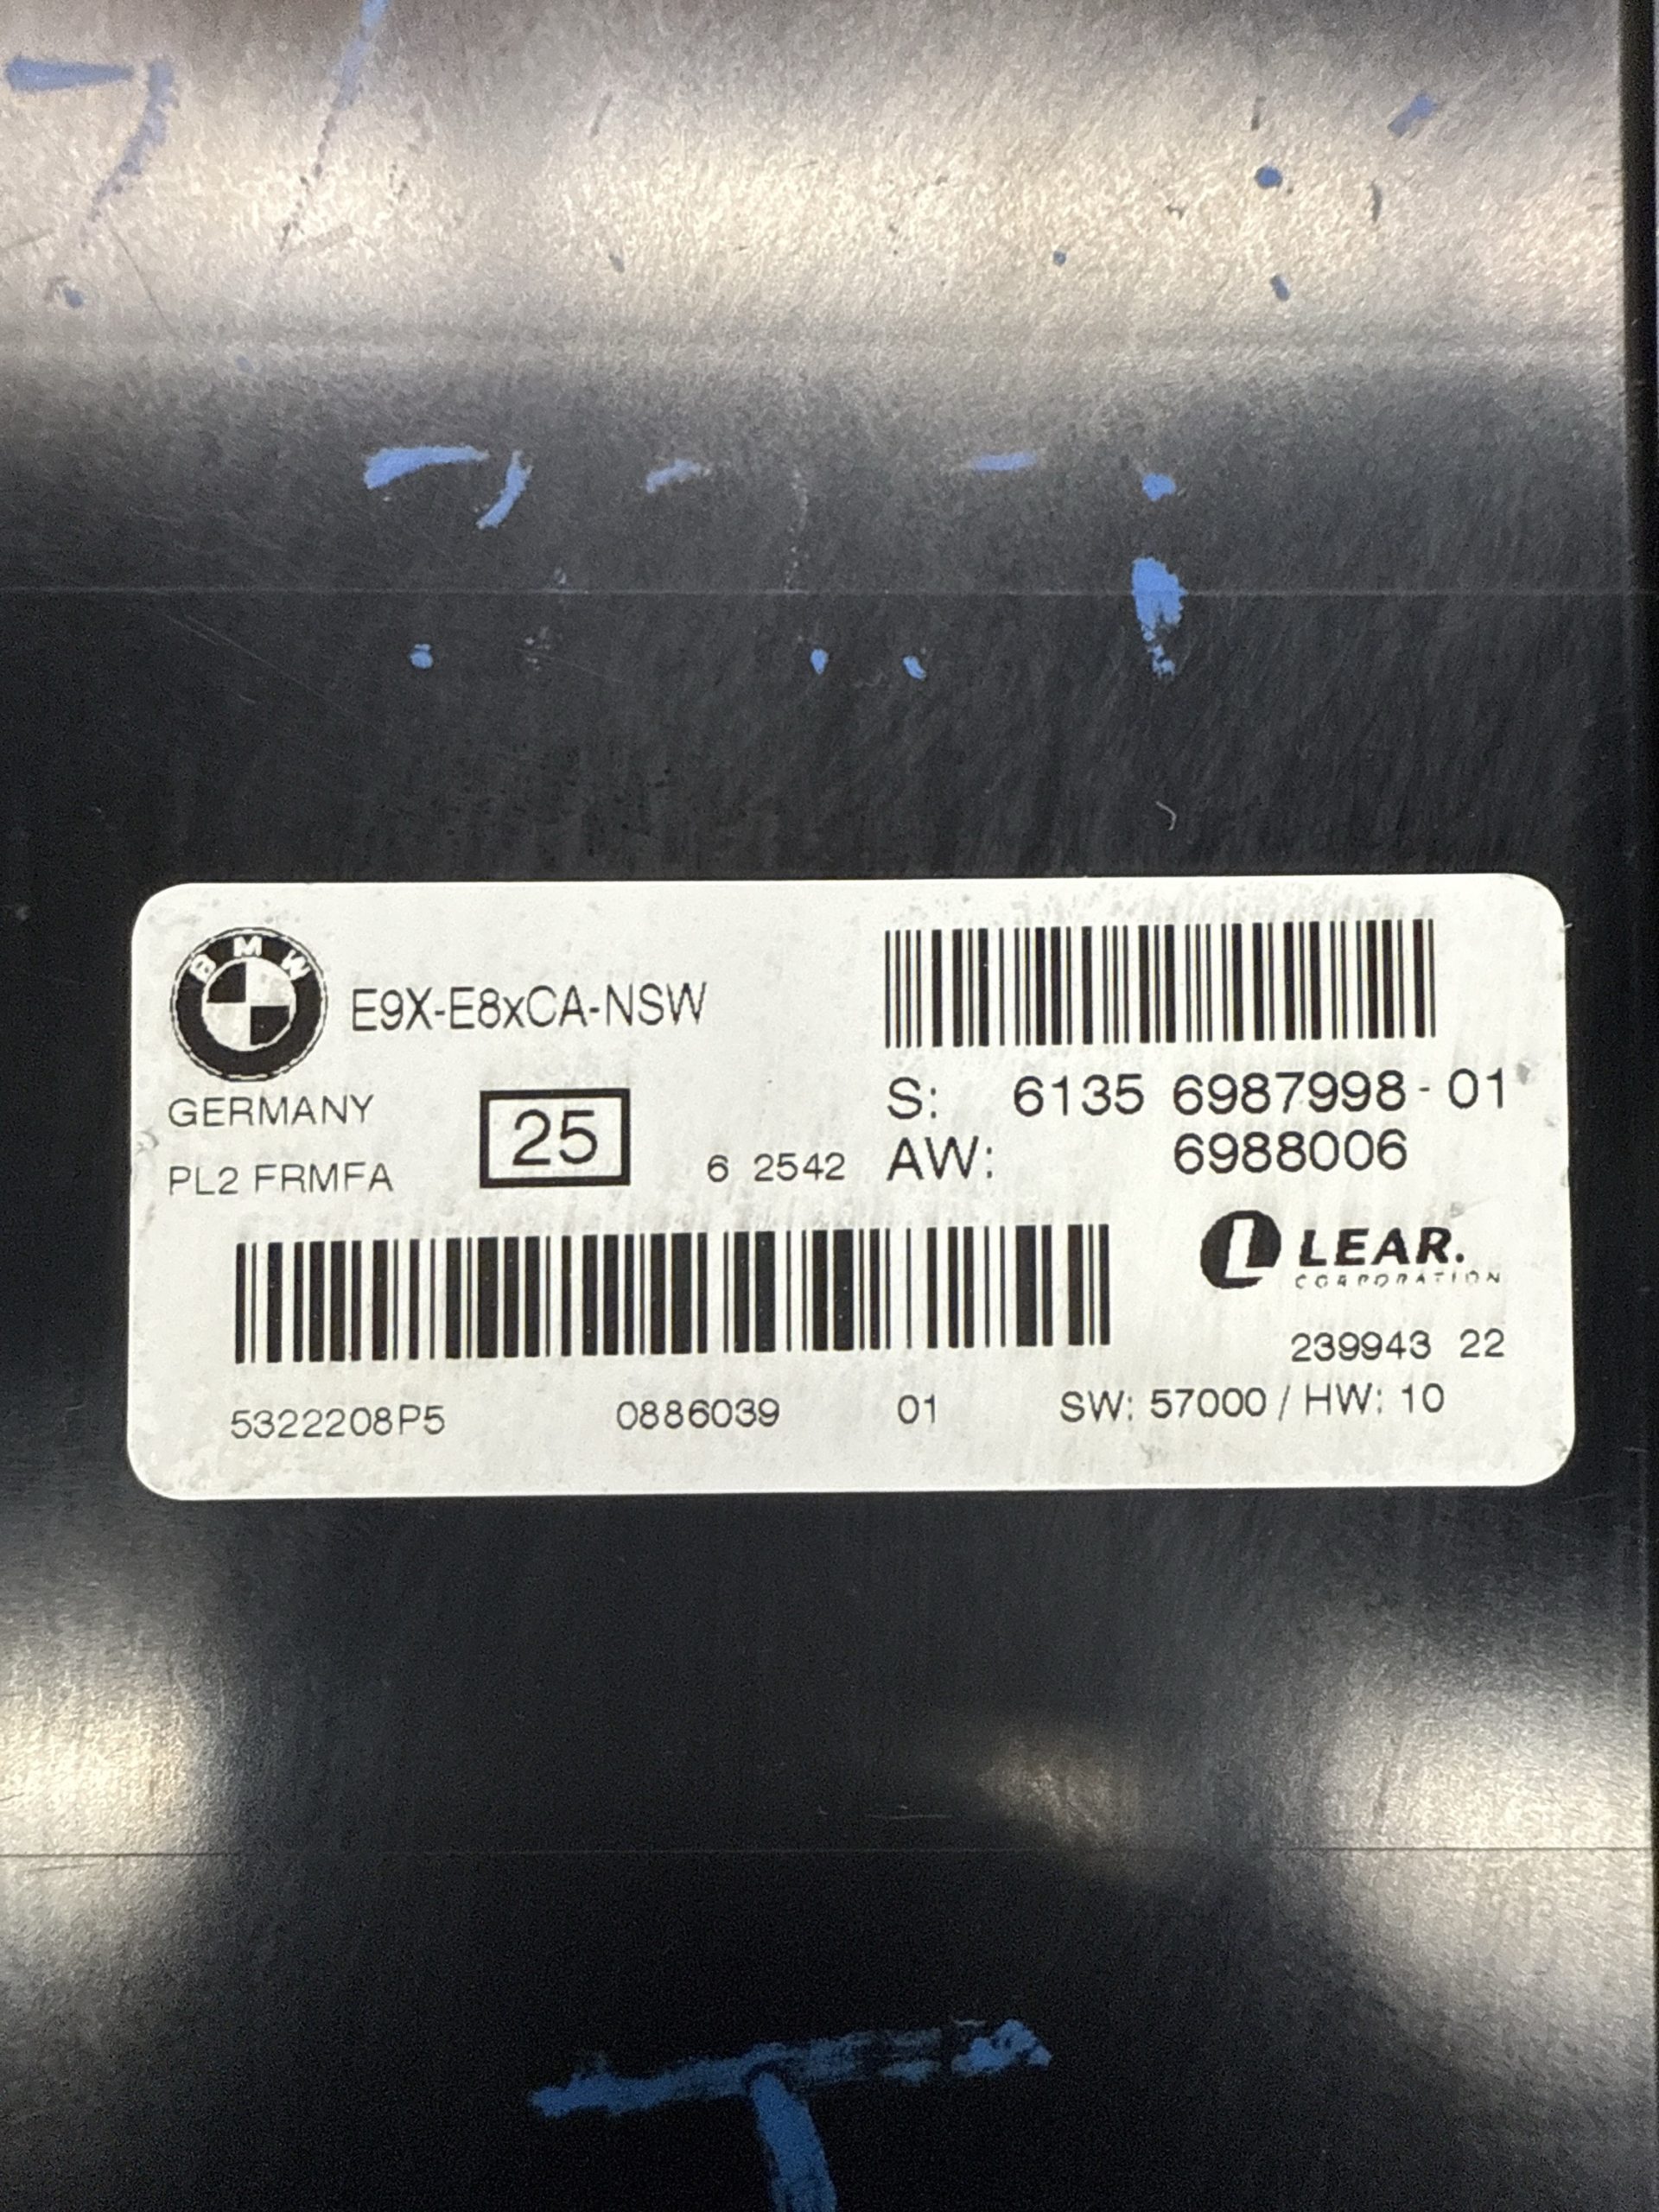 BMW
E9X-E8xCA-NSW
GERMANY
PL2 FRMFA
25
6 2542
S: 6135 6987998-01
AW: 6988006
LEAR.
CORPORATION
239943 22
5322208P5 0886039 01 SW: 57000 / HW: 10